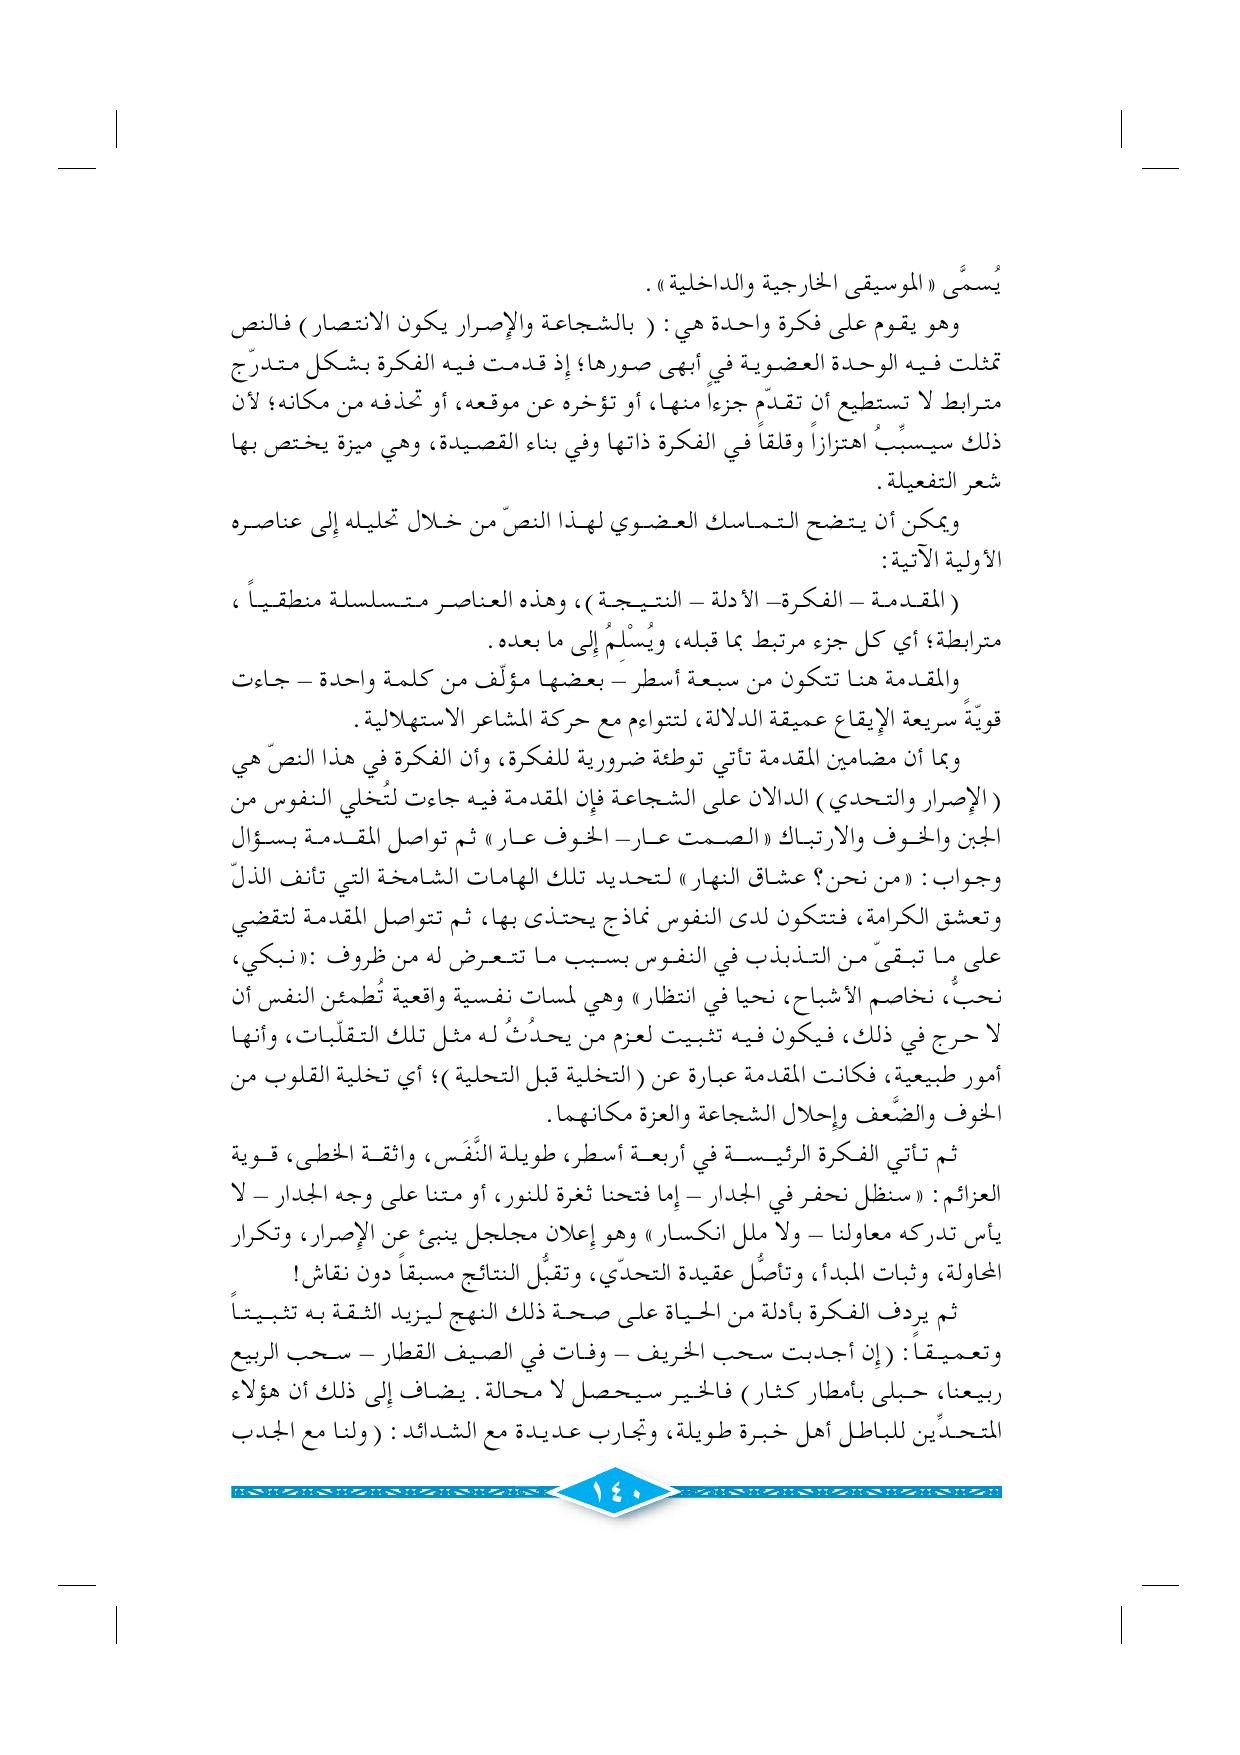 يُسمَّى «الموسيقى الخارجية والداخلية».
وهو يقوم على فكرة واحدة هي: ( بالشجاعة والإصرار يكون الانتصار) فالنص
تمثلت فيه الوحدة العضوية في أبهى صورها؛ إذ قدمت فيه الفكرة بشكل متدرّج
مترابط لا تستطيع أن تقدّم جزءاً منها، أو تؤخره عن موقعه، أو تحذفه من مكانه؛ لأن
ذلك سيسبِّبُ اهتزازاً وقلقاً في الفكرة ذاتها وفي بناء القصيدة، وهي ميزة يختص بها
شعر التفعيلة.
ويمكن أن يتضح التماسك العضوي لهذا النصّ من خلال تحليله إلى عناصره
الأولية الآتية:
(المقدمة – الفكرة– الأدلة – النتيجة)، وهذه العناصر متسلسلة منطقياً ،
مترابطة؛ أي كل جزء مرتبط بما قبله، ويُسْلِمُ إلى ما بعده.
والمقدمة هنا تتكون من سبعة أسطر – بعضها مؤلّف من كلمة واحدة – جاءت
قويّةً سريعة الإيقاع عميقة الدلالة، لتتواءم مع حركة المشاعر الاستهلالية.
وبما أن مضامين المقدمة تأتي توطئة ضرورية للفكرة، وأن الفكرة في هذا النصّ هي
(الإصرار والتحدي) الدالان على الشجاعة فإن المقدمة فيه جاءت لتُخلي النفوس من
الجبن والخوف والارتباك «الصمت عار– الخوف عار» ثم تواصل المقدمة بسؤال
وجواب: «من نحن؟ عشاق النهار» لتحديد تلك الهامات الشامخة التي تأنف الذلّ
وتعشق الكرامة، فتتكون لدى النفوس نماذج يحتذى بها، ثم تتواصل المقدمة لتقضي
على ما تبقىّ من التذبذب في النفوس بسبب ما تتعرض له من ظروف :«نبكي،
نحبُّ، نخاصم الأشباح، نحيا في انتظار» وهي لمسات نفسية واقعية تُطمئن النفس أن
لا حرج في ذلك، فيكون فيه تثبيت لعزم من يحدُثُ له مثل تلك التقلّبات، وأنها
أمور طبيعية، فكانت المقدمة عبارة عن (التخلية قبل التحلية)؛ أي تخلية القلوب من
الخوف والضَّعف وإحلال الشجاعة والعزة مكانهما.
ثم تأتي الفكرة الرئيسة في أربعة أسطر، طويلة النَّفَس، واثقة الخطى، قوية
العزائم: «سنظل نحفر في الجدار – إما فتحنا ثغرة للنور، أو متنا على وجه الجدار – لا
يأس تدركه معاولنا – ولا ملل انكسار» وهو إعلان مجلجل ينبئ عن الإصرار، وتكرار
المحاولة، وثبات المبدأ، وتأصُّل عقيدة التحدّي، وتقبُّل النتائج مسبقاً دون نقاش!
ثم يردف الفكرة بأدلة من الحياة على صحة ذلك النهج ليزيد الثقة به تثبيتاً
وتعميقاً: (إن أجدبت سحب الخريف – وفات في الصيف القطار – سحب الربيع
ربيعنا، حبلى بأمطار كثار) فالخير سيحصل لا محالة. يضاف إلى ذلك أن هؤلاء
المتحدِّين للباطل أهل خبرة طويلة، وتجارب عديدة مع الشدائد: (ولنا مع الجدب
١٤٠